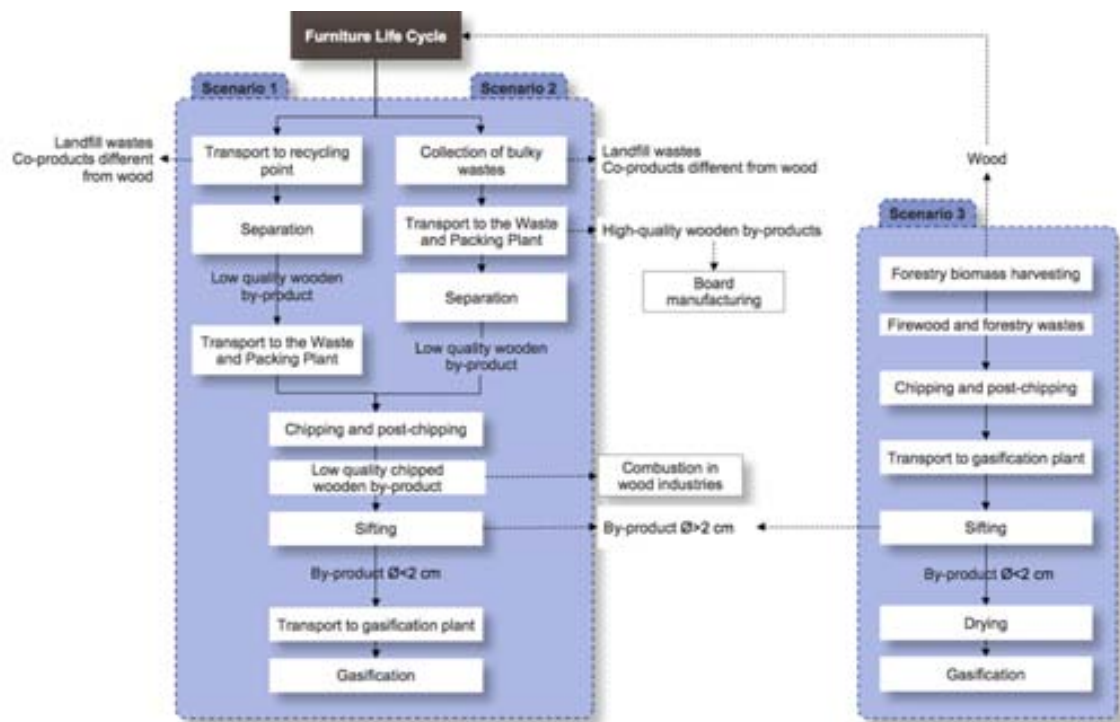 Furniture Life Cycle
Scenario 1
Scenario 2
Landfill wastes
Co-products different
from wood
Transport to recycling
point
Collection of bulky
wastes
Landfill wastes
Co-products different from wood
Wood
Scenario 3
Separation
Transport to the Waste
and Packing Plant
High-quality wooden by-products
Low quality wooden
by-product
Separation
Board
manufacturing
Forestry biomass harvesting
Firewood and forestry wastes
Transport to the Waste
and Packing Plant
Low quality wooden
by-product
Chipping and post-chipping
Chipping and post-chipping
Low quality chipped
wooden by-product
Combustion in
wood industries
Transport to gasification plant
Sifting
By-product Ø>2 cm
Sifting
By-product Ø<2 cm
By-product Ø<2 cm
Transport to gasification plant
Drying
Gasification
Gasification